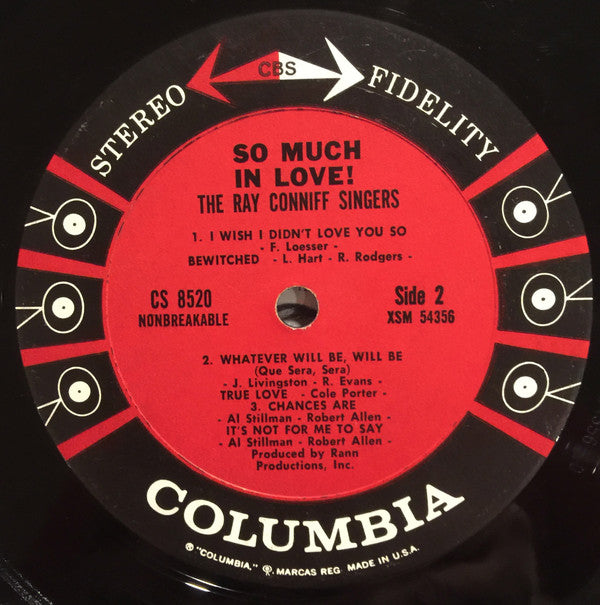 CBS
STEREO FIDELITY
SO MUCH
IN LOVE!
THE RAY CONNIFF SINGERS
1. I WISH I DIDN'T LOVE YOU SO
- F. Loesser -
BEWITCHED - L. Hart - R. Rodgers -
CS 8520
NONBREAKABLE
Side 2
XSM 54356
2. WHATEVER WILL BE, WILL BE
(Que Sera, Sera)
- J. Livingston - R. Evans -
TRUE LOVE - Cole Porter -
3. CHANCES ARE
- Al Stillman - Robert Allen -
IT'S NOT FOR ME TO SAY
- Al Stillman - Robert Allen -
Produced by Rann
Productions, Inc.
COLUMBIA
® "COLUMBIA," ®. MARCAS REG. MADE IN U.S.A.